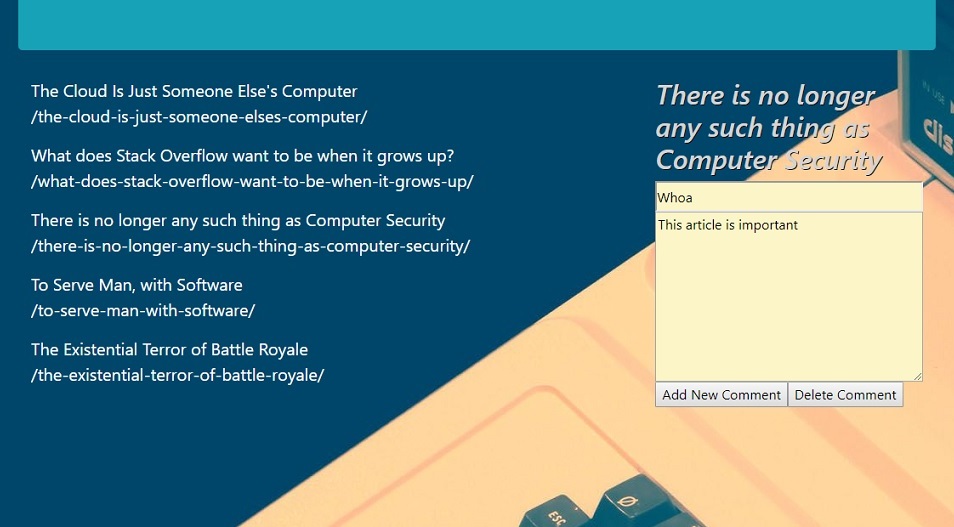 The Cloud Is Just Someone Else's Computer
/the-cloud-is-just-someone-elses-computer/
What does Stack Overflow want to be when it grows up?
/what-does-stack-overflow-want-to-be-when-it-grows-up/
There is no longer any such thing as Computer Security
/there-is-no-longer-any-such-thing-as-computer-security/
To Serve Man, with Software
/to-serve-man-with-software/
The Existential Terror of Battle Royale
/the-existential-terror-of-battle-royale/
There is no longer
any such thing as
Computer Security
Whoa
This article is important
Add New Comment
Delete Comment
IN USE
dis
ESC